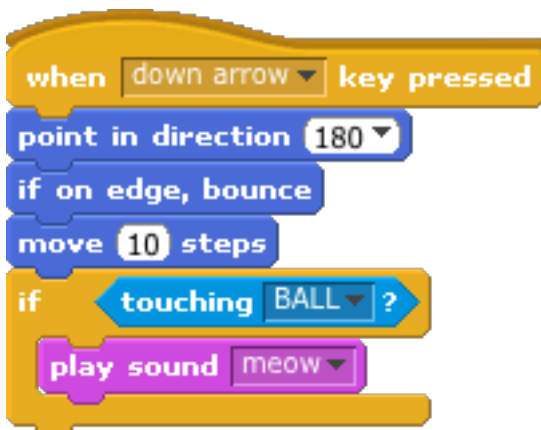 when down arrow key pressed
point in direction 180
if on edge, bounce
move 10 steps
if touching BALL ?
play sound meow